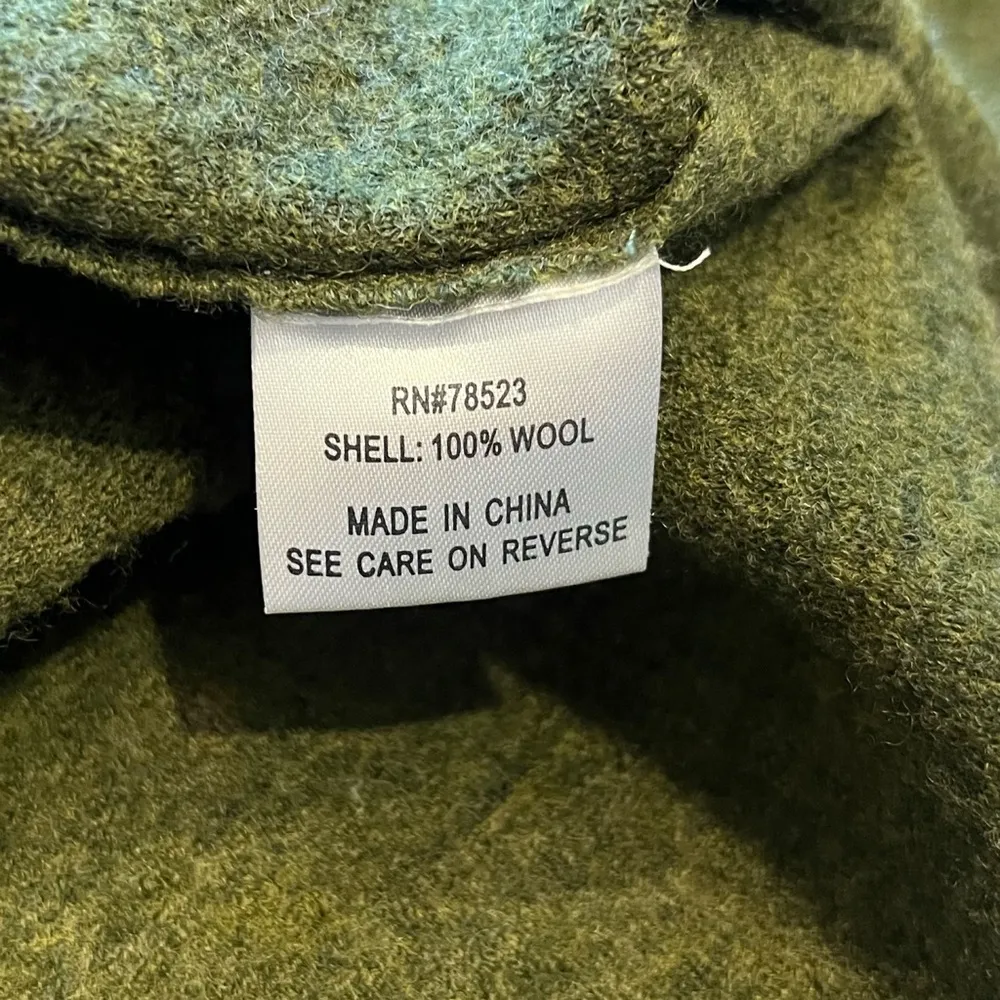 RN#78523
SHELL: 100% WOOL
MADE IN CHINA
SEE CARE ON REVERSE